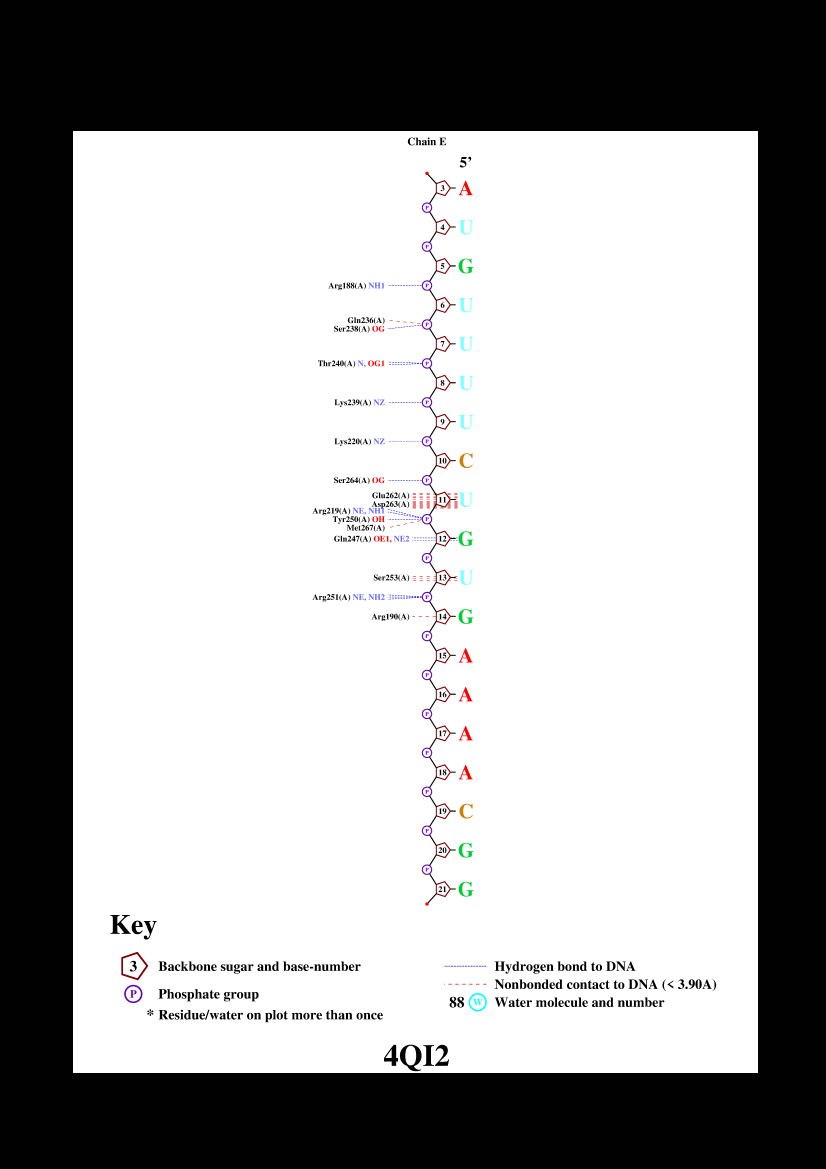 Chain E
5’
3 A
P
4 U
P
5 G
Arg188(A) NH1 P
6 U
Gln236(A)
Ser238(A) OG P
7 U
Thr240(A) N, OG1 P
8 U
Lys239(A) NZ P
9 U
Lys220(A) NZ P
10 C
Ser264(A) OG P
Glu262(A)
11 U
Asp263(A)
Arg219(A) NE, NH1
Tyr250(A) OH P
Met267(A)
Gln247(A) OE1, NE2 12 G
P
Ser253(A) 13 U
Arg251(A) NE, NH2 P
Arg190(A) 14 G
P
15 A
P
16 A
P
17 A
P
18 A
P
19 C
P
20 G
P
21 G
Key
3 Backbone sugar and base-number
P Phosphate group
* Residue/water on plot more than once
Hydrogen bond to DNA
Nonbonded contact to DNA (< 3.90A)
88 W Water molecule and number
4QI2